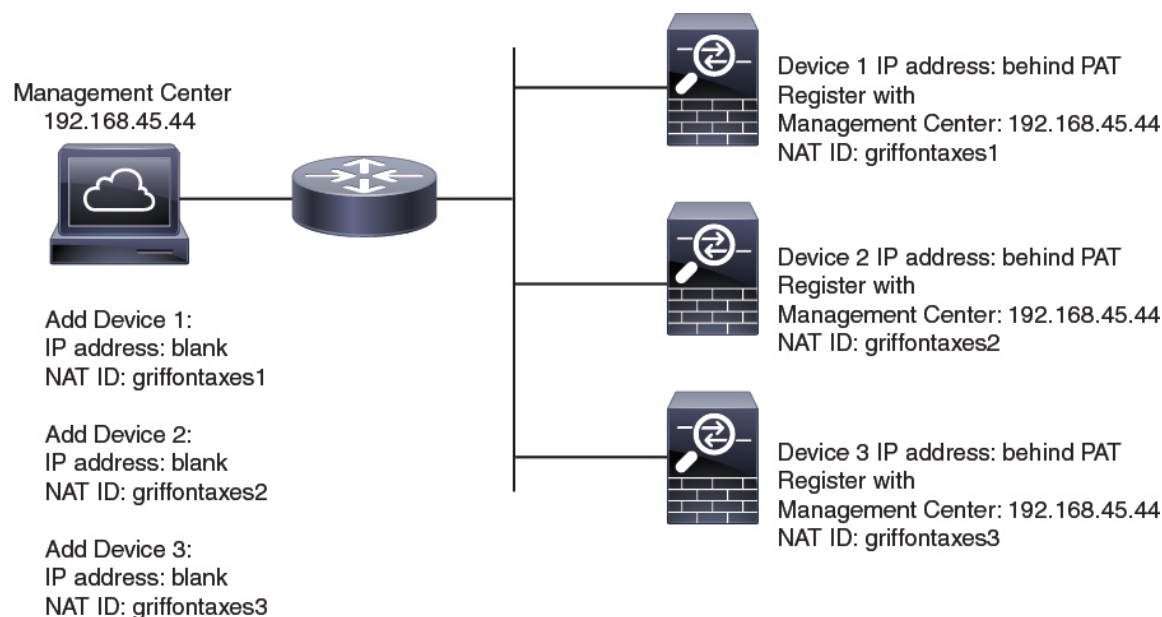 Management Center
192.168.45.44
Add Device 1:
IP address: blank
NAT ID: griffontaxes1
Add Device 2:
IP address: blank
NAT ID: griffontaxes2
Add Device 3:
IP address: blank
NAT ID: griffontaxes3
Device 1 IP address: behind PAT
Register with
Management Center: 192.168.45.44
NAT ID: griffontaxes1
Device 2 IP address: behind PAT
Register with
Management Center: 192.168.45.44
NAT ID: griffontaxes2
Device 3 IP address: behind PAT
Register with
Management Center: 192.168.45.44
NAT ID: griffontaxes3